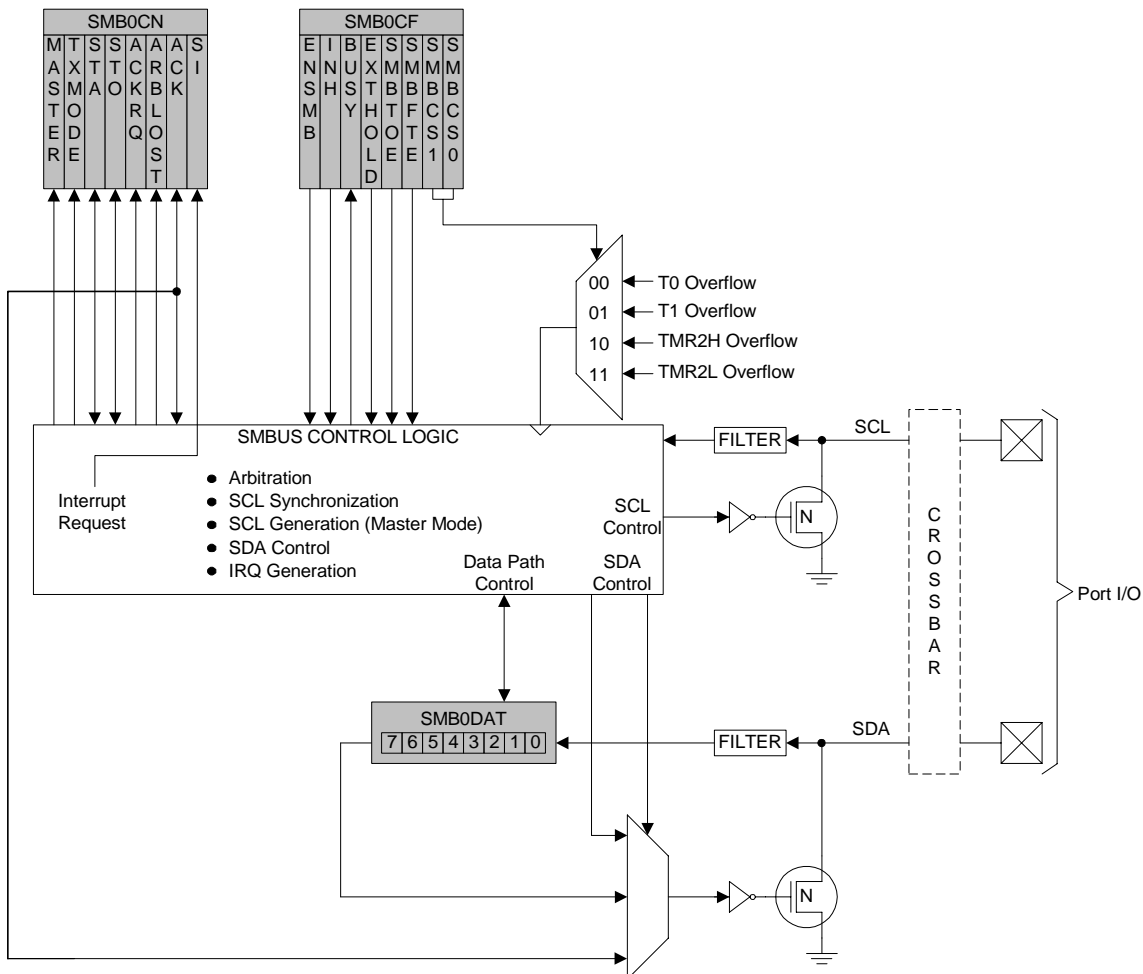 SMB0CN
MASTER
TXMODE
STA
STO
ACKRQ
ARBLOST
ACK
SI
SMB0CF
ENSMB
INH
BUSY
EXTHOLD
SMBTOE
SMBFTE
SMBCS1
SMBCS0
00
01
10
11
T0 Overflow
T1 Overflow
TMR2H Overflow
TMR2L Overflow
SMBUS CONTROL LOGIC
Interrupt
Request
● Arbitration
● SCL Synchronization
● SCL Generation (Master Mode)
● SDA Control
● IRQ Generation
SCL
Control
Data Path
Control
SDA
Control
FILTER
SCL
N
CROSSBAR
Port I/O
SMB0DAT
7 6 5 4 3 2 1 0
FILTER
SDA
N